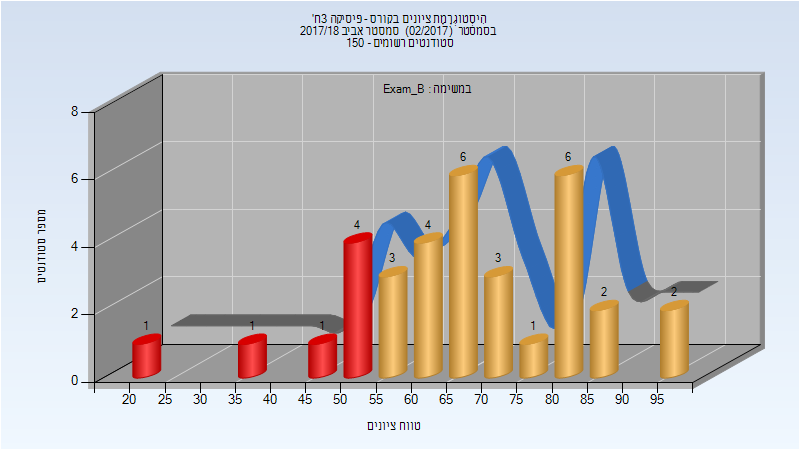 היסטוגרמת ציונים בקורס - פיסיקה 3ח'
בסמסטר (02/2017) סמסטר אביב 2017/18
סטודנטים רשומים - 150
במשימה : Exam_B
מספר סטודנטים
8
6
4
2
0
1
1
1
4
3
4
6
3
1
6
2
2
20 25 30 35 40 45 50 55 60 65 70 75 80 85 90 95
טווח ציונים